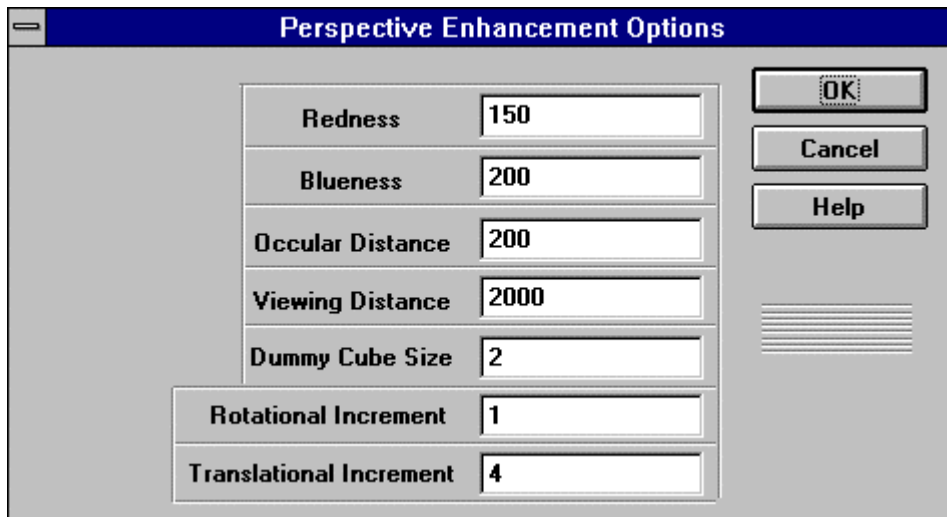 Perspective Enhancement Options
Redness 150
Blueness 200
Occular Distance 200
Viewing Distance 2000
Dummy Cube Size 2
Rotational Increment 1
Translational Increment 4
OK
Cancel
Help